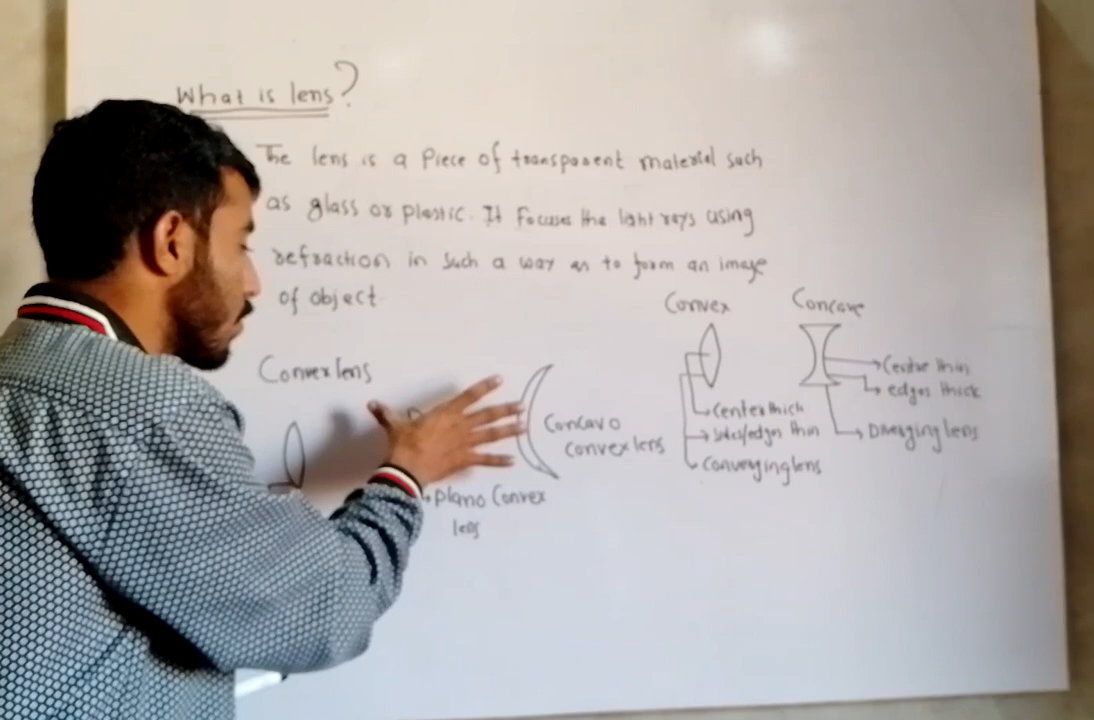 What is lens?
The lens is a Piece of transparent material such
as glass or plastic. It Focuses the light rays using
refraction in such a way as to form an image
of object.
Convex lens
Plano Convex
lens
Concavo
convex lens
Convex
Center thick
Sides/edges thin
Converging lens
Concave
Centre thin
edges thick
Diverging lens